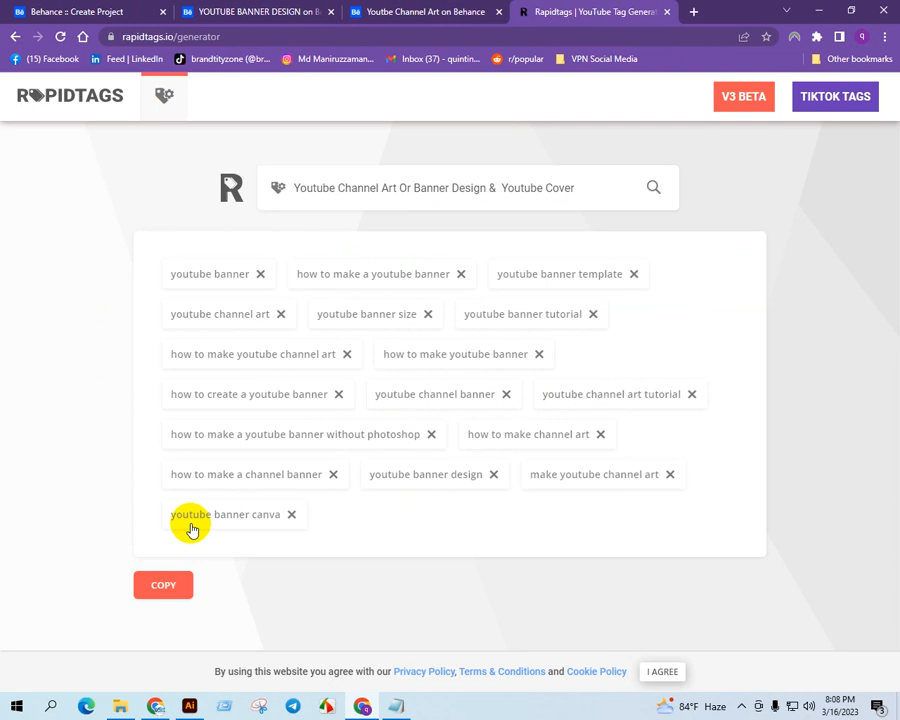 Behance :: Create Project
YOUTUBE BANNER DESIGN on B
Youtbe Channel Art on Behance
Rapidtags | YouTube Tag Generat
rapidtags.io/generator
q
(15) Facebook
Feed | LinkedIn
brandtityzone (@br...
Md Maniruzzaman...
Inbox (37) - quintin...
r/popular
VPN Social Media
Other bookmarks
RAPIDTAGS
V3 BETA
TIKTOK TAGS
R
Youtube Channel Art Or Banner Design & Youtube Cover
youtube banner
how to make a youtube banner
youtube banner template
youtube channel art
youtube banner size
youtube banner tutorial
how to make youtube channel art
how to make youtube banner
how to create a youtube banner
youtube channel banner
youtube channel art tutorial
how to make a youtube banner without photoshop
how to make channel art
how to make a channel banner
youtube banner design
make youtube channel art
youtube banner canva
COPY
By using this website you agree with our Privacy Policy, Terms & Conditions and Cookie Policy
I AGREE
Ai
84°F Haze
8:08 PM
3/16/2023
3